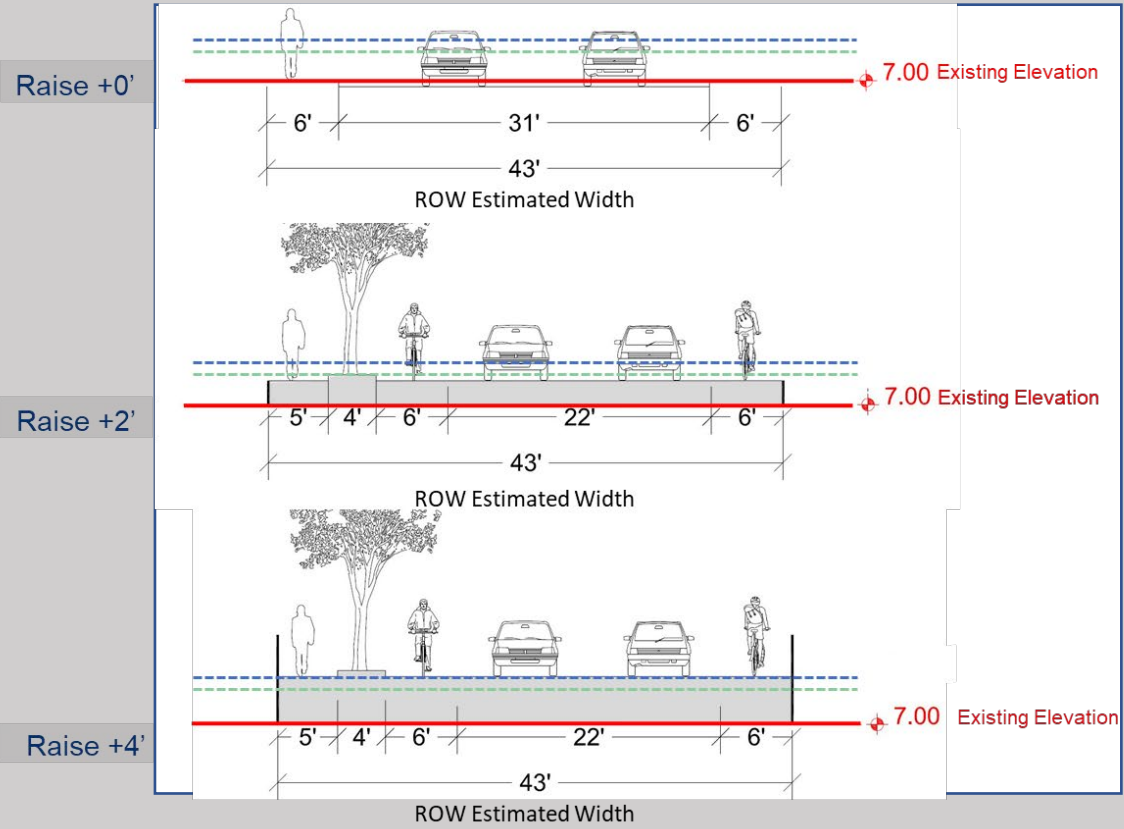 Raise +0’
7.00 Existing Elevation
6' 31' 6'
43'
ROW Estimated Width
Raise +2’
7.00 Existing Elevation
5' 4' 6' 22' 6'
43'
ROW Estimated Width
Raise +4’
7.00 Existing Elevation
5' 4' 6' 22' 6'
43'
ROW Estimated Width